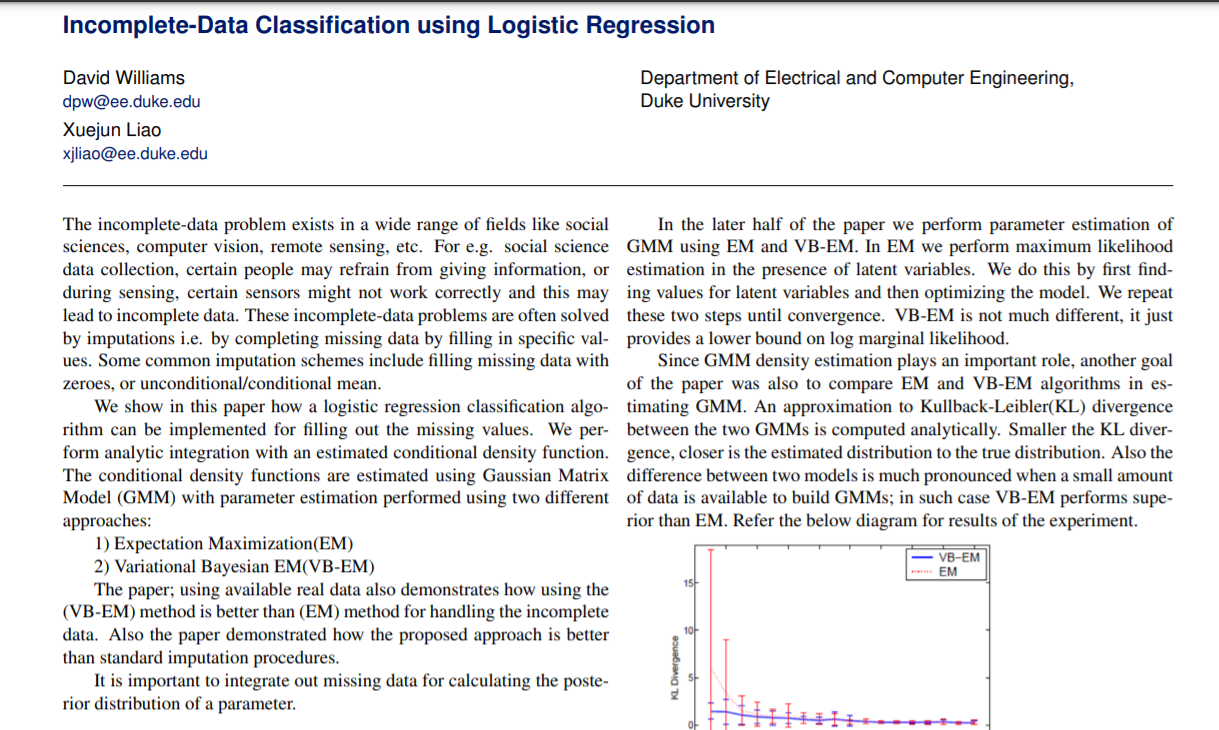 Incomplete-Data Classification using Logistic Regression
David Williams
dpw@ee.duke.edu
Xuejun Liao
xjliao@ee.duke.edu
Department of Electrical and Computer Engineering,
Duke University
The incomplete-data problem exists in a wide range of fields like social
sciences, computer vision, remote sensing, etc. For e.g. social science
data collection, certain people may refrain from giving information, or
during sensing, certain sensors might not work correctly and this may
lead to incomplete data. These incomplete-data problems are often solved
by imputations i.e. by completing missing data by filling in specific val-
ues. Some common imputation schemes include filling missing data with
zeroes, or unconditional/conditional mean.
We show in this paper how a logistic regression classification algo-
rithm can be implemented for filling out the missing values. We per-
form analytic integration with an estimated conditional density function.
The conditional density functions are estimated using Gaussian Matrix
Model (GMM) with parameter estimation performed using two different
approaches:
1) Expectation Maximization(EM)
2) Variational Bayesian EM(VB-EM)
The paper; using available real data also demonstrates how using the
(VB-EM) method is better than (EM) method for handling the incomplete
data. Also the paper demonstrated how the proposed approach is better
than standard imputation procedures.
It is important to integrate out missing data for calculating the poste-
rior distribution of a parameter.
In the later half of the paper we perform parameter estimation of
GMM using EM and VB-EM. In EM we perform maximum likelihood
estimation in the presence of latent variables. We do this by first find-
ing values for latent variables and then optimizing the model. We repeat
these two steps until convergence. VB-EM is not much different, it just
provides a lower bound on log marginal likelihood.
Since GMM density estimation plays an important role, another goal
of the paper was also to compare EM and VB-EM algorithms in es-
timating GMM. An approximation to Kullback-Leibler(KL) divergence
between the two GMMs is computed analytically. Smaller the KL diver-
gence, closer is the estimated distribution to the true distribution. Also the
difference between two models is much pronounced when a small amount
of data is available to build GMMs; in such case VB-EM performs supe-
rior than EM. Refer the below diagram for results of the experiment.
VB-EM
EM
15
10
5
0
KL Divergence